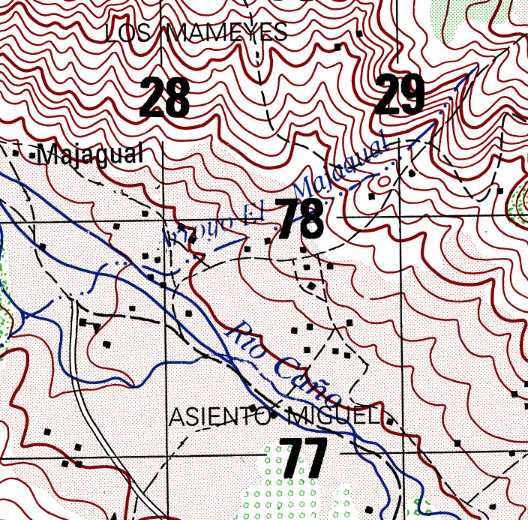 LOS MAMEYES
28
29
Majagual
Arroyo El Majagual
78
Río Caño
ASIENTO MIGUEL
77